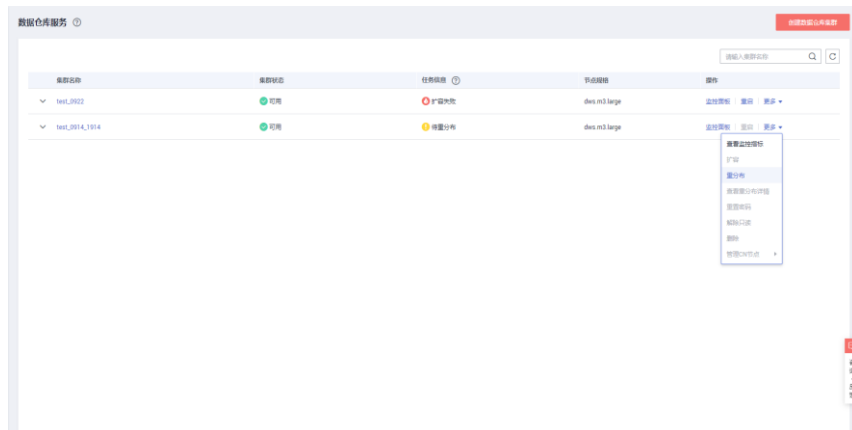 数据仓库服务
创建数据仓库集群
请输入集群名称
集群名称 集群状态 任务信息 节点规格 操作
test_0922 可用 扩容失败 dws.m3.large 监控面板 重启 更多
test_0914_1914 可用 待重分布 dws.m3.large 监控面板 重启 更多
查看监控指标
扩容
重分布
查看重分布详情
重置密码
解除只读
删除
管理CN节点